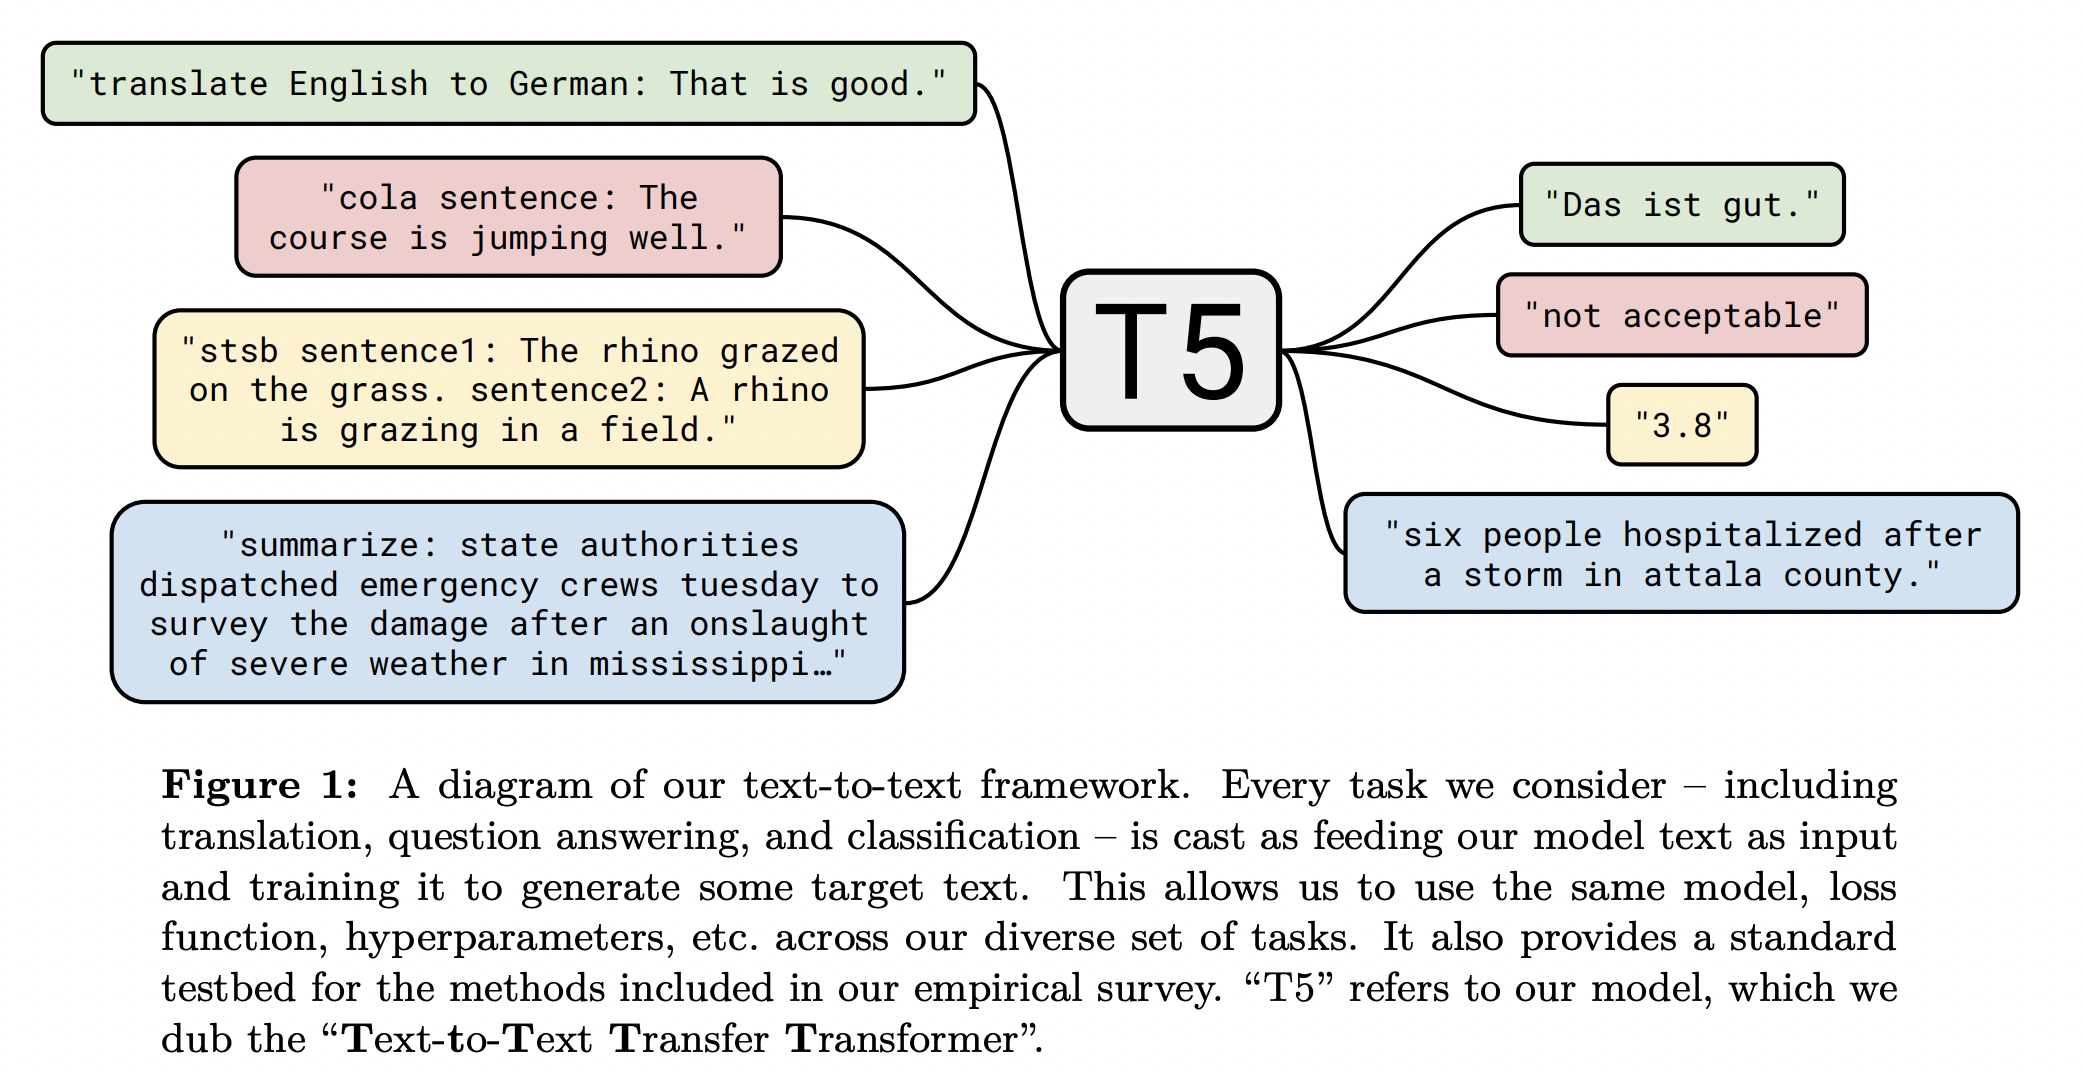 "translate English to German: That is good."
"cola sentence: The
course is jumping well."
"stsb sentence1: The rhino grazed
on the grass. sentence2: A rhino
is grazing in a field."
"summarize: state authorities
dispatched emergency crews tuesday to
survey the damage after an onslaught
of severe weather in mississippi…"
T5
"Das ist gut."
"not acceptable"
"3.8"
"six people hospitalized after
a storm in attala county."
Figure 1: A diagram of our text-to-text framework. Every task we consider – including
translation, question answering, and classification – is cast as feeding our model text as input
and training it to generate some target text. This allows us to use the same model, loss
function, hyperparameters, etc. across our diverse set of tasks. It also provides a standard
testbed for the methods included in our empirical survey. “T5” refers to our model, which we
dub the “Text-to-Text Transfer Transformer”.